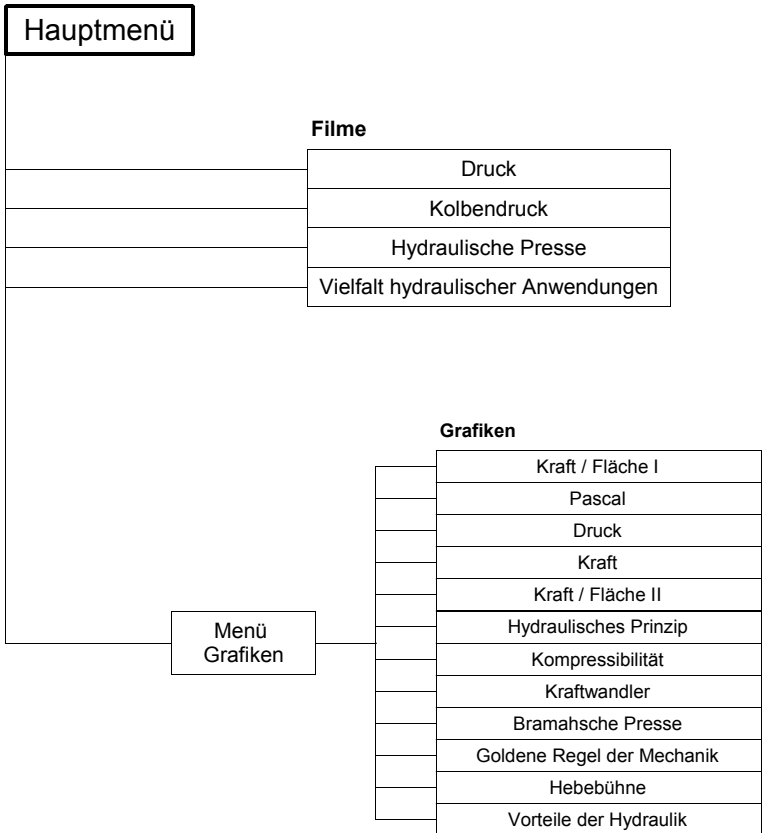 Hauptmenü
Filme
Druck
Kolbendruck
Hydraulische Presse
Vielfalt hydraulischer Anwendungen
Grafiken
Kraft / Fläche I
Pascal
Druck
Kraft
Kraft / Fläche II
Menü
Grafiken
Hydraulisches Prinzip
Kompressibilität
Kraftwandler
Bramahsche Presse
Goldene Regel der Mechanik
Hebebühne
Vorteile der Hydraulik